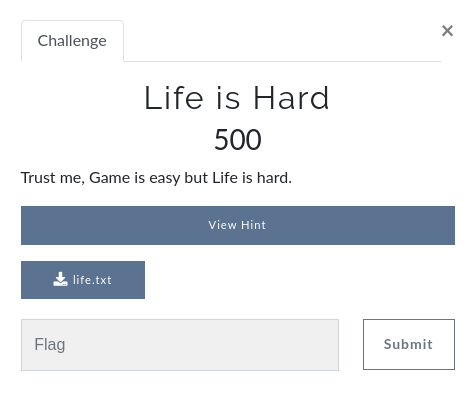 Challenge
×
Life is Hard
500
Trust me, Game is easy but Life is hard.
View Hint
life.txt
Flag
Submit